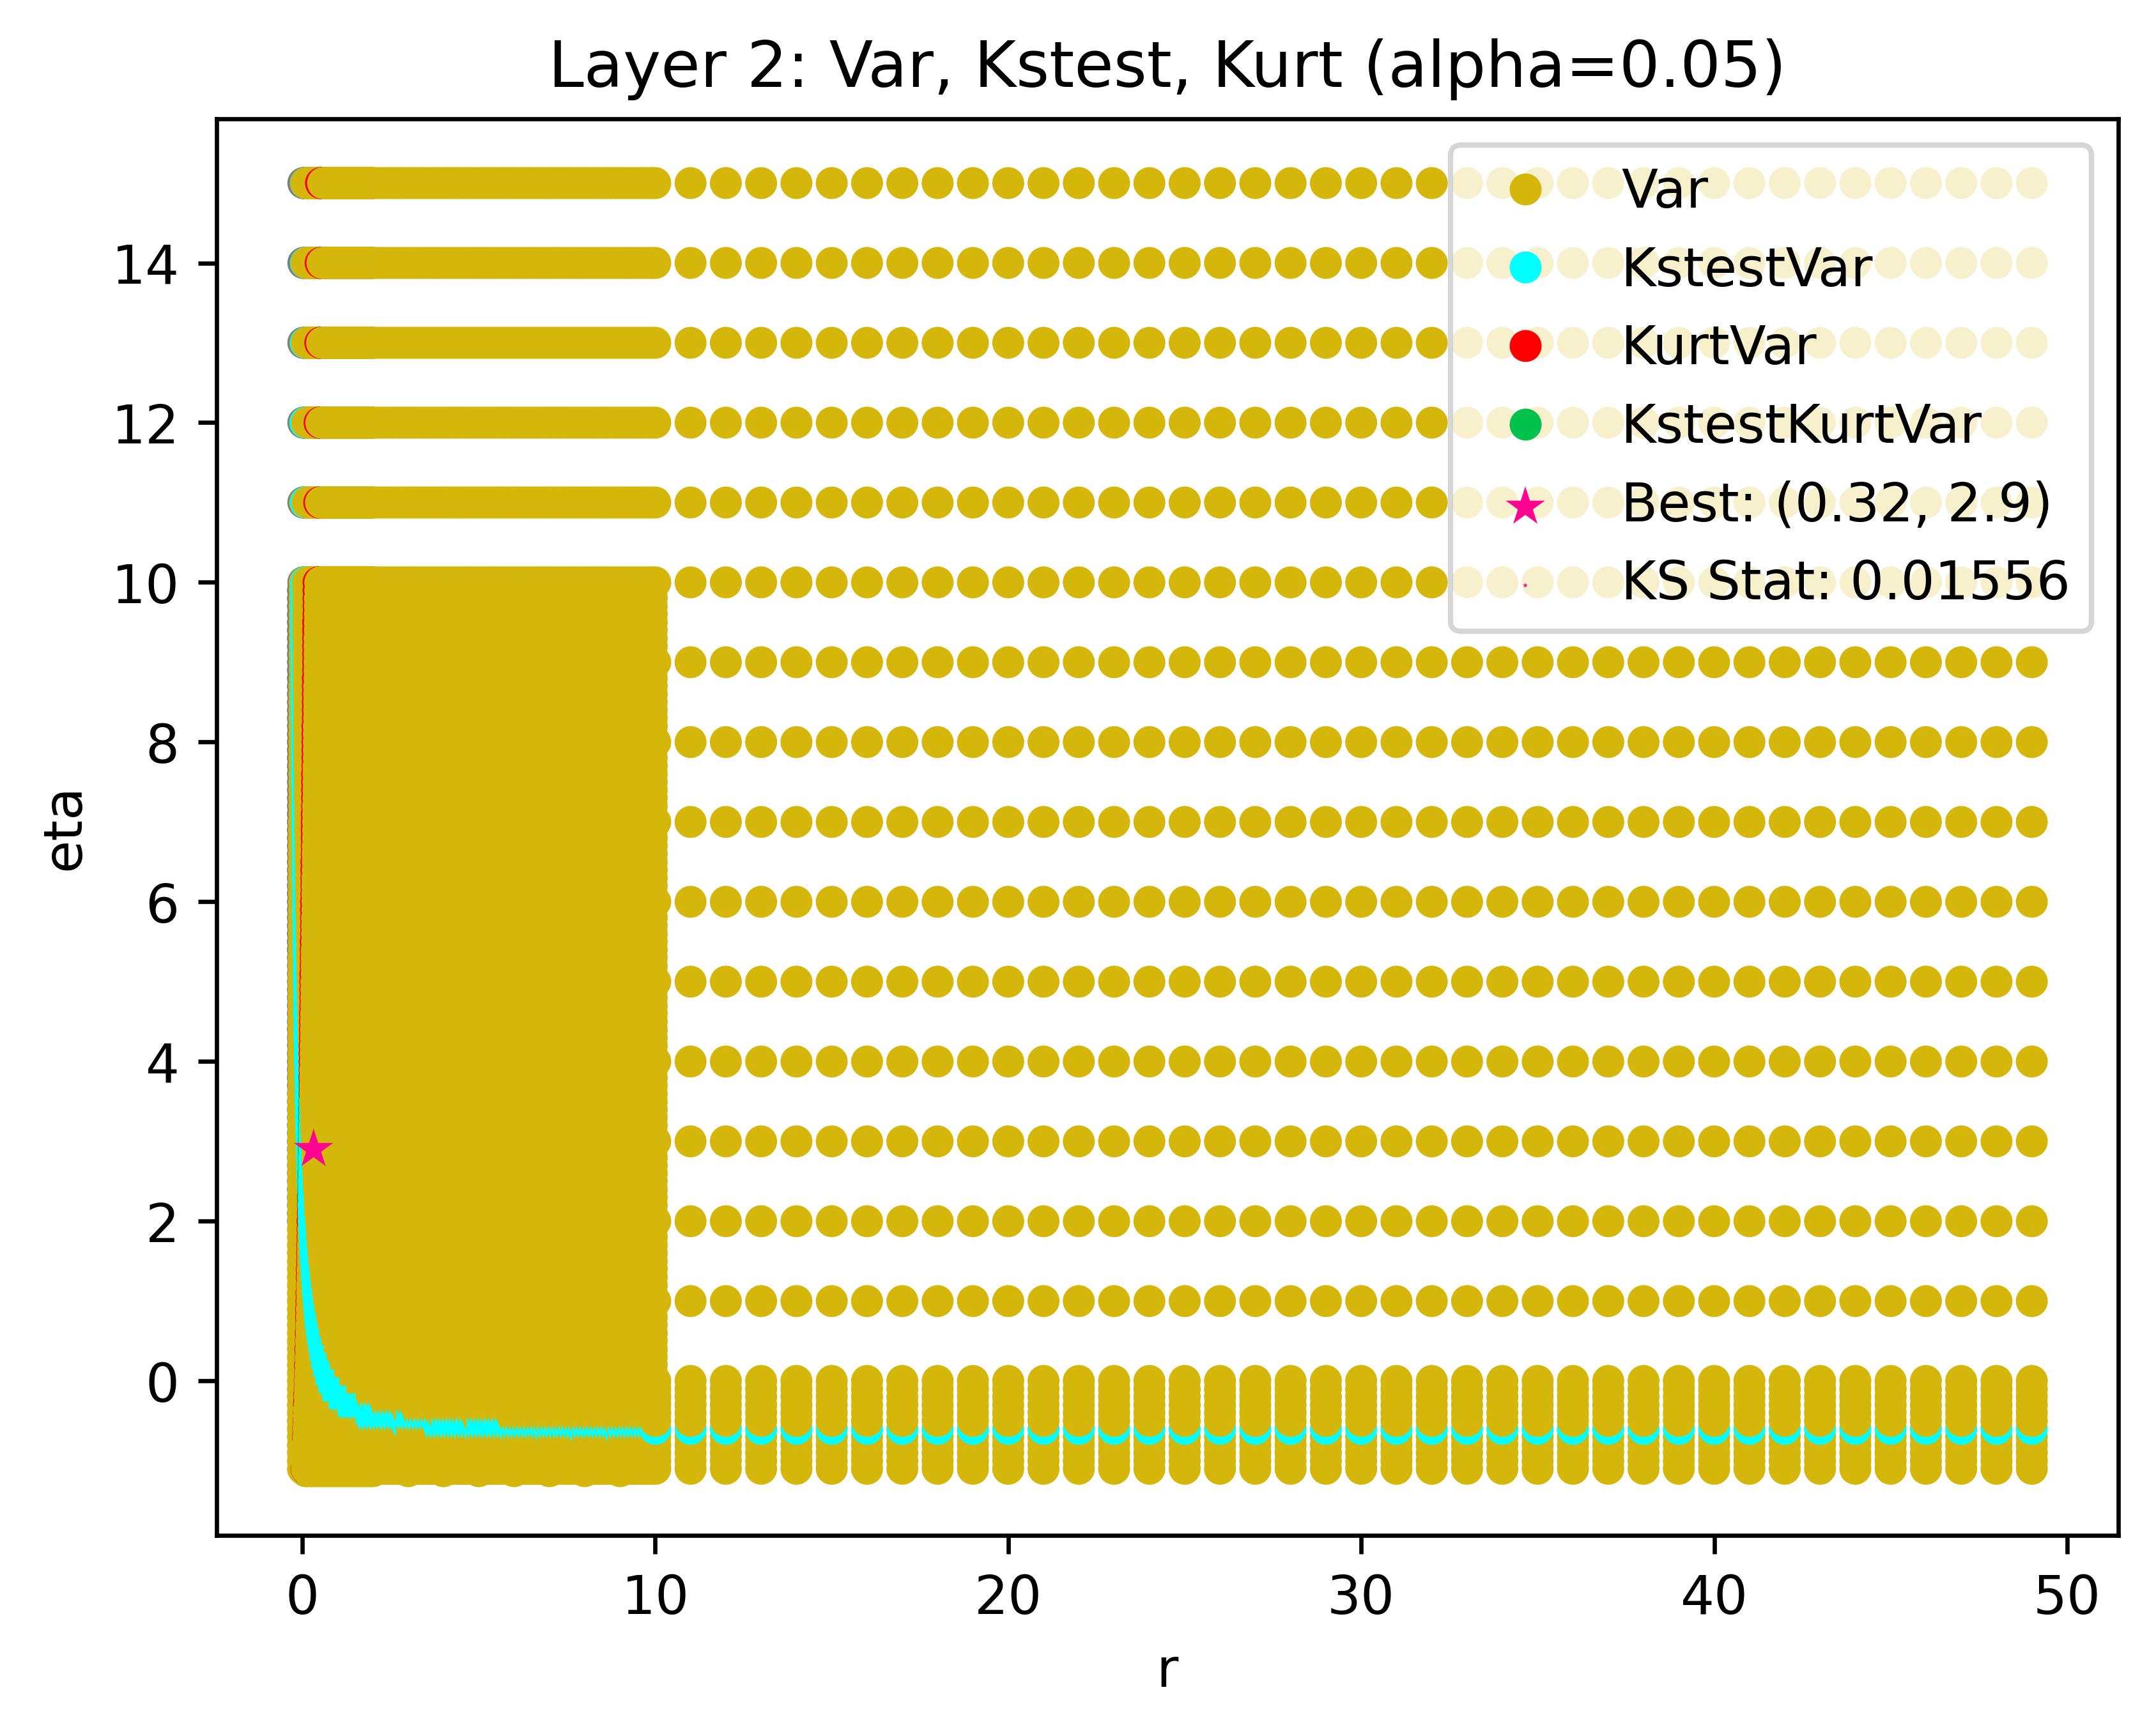 Layer 2: Var, Kstest, Kurt (alpha=0.05)
Var
KstestVar
KurtVar
KstestKurtVar
Best: (0.32, 2.9)
KS Stat: 0.01556
14
12
10
8
6
4
2
0
eta
0 10 20 30 40 50
r